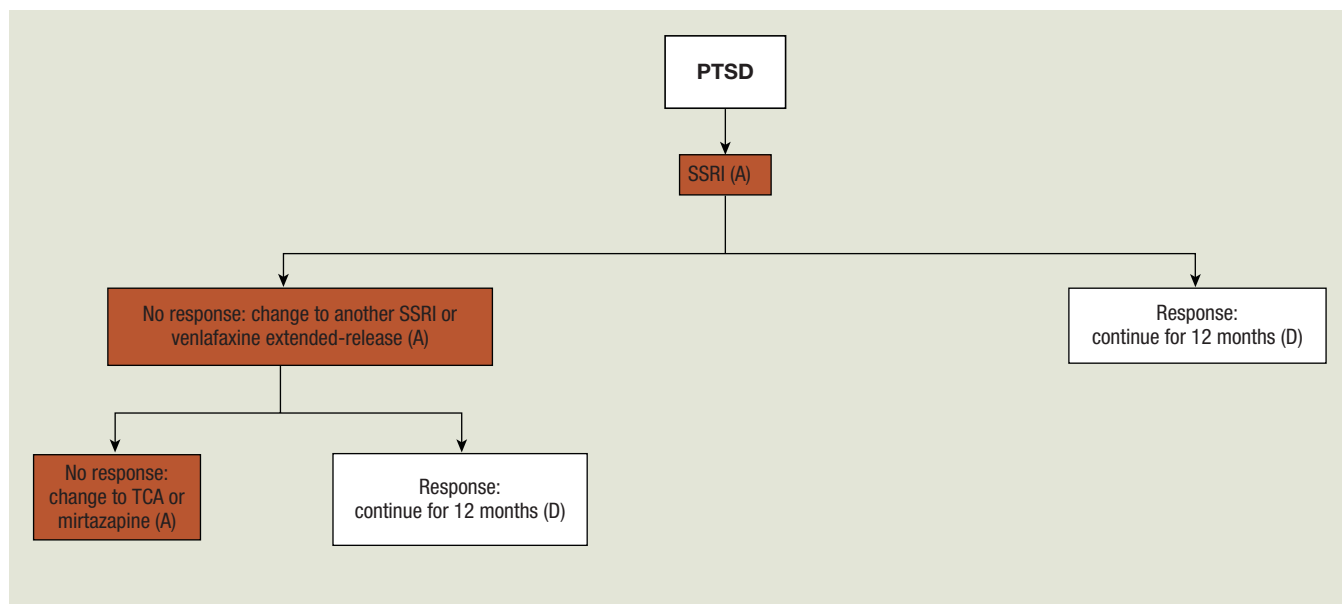 PTSD
SSRI (A)
No response: change to another SSRI or
venlafaxine extended-release (A)
Response:
continue for 12 months (D)
No response:
change to TCA or
mirtazapine (A)
Response:
continue for 12 months (D)